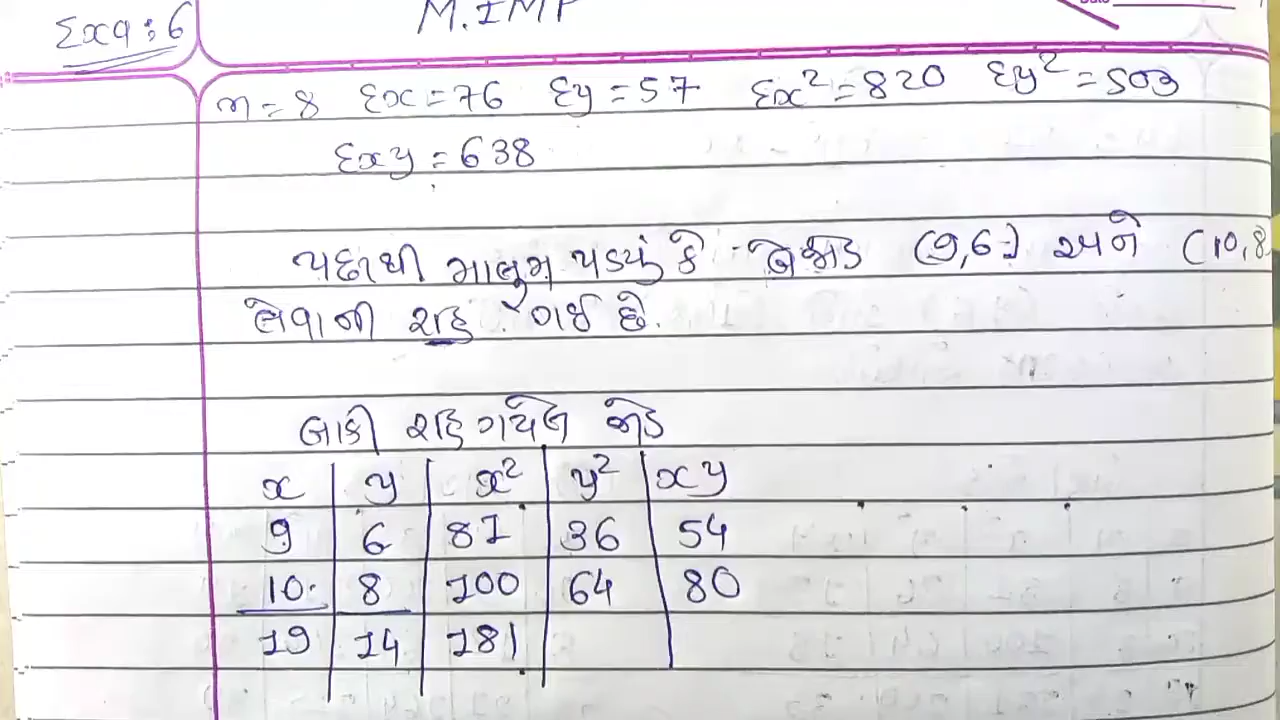 Exa : 6
M.IMP
n = 8 Σx = 76 Σy = 57 Σx² = 820 Σy² = 503
Σxy = 638
પછીથી માલુમ પડ્યું કે બે જોડ (9,6) અને (10,8
લેવાની રહી ગઈ છે.
બાકી રહી ગયેલ જોડ
x y x² y² xy
9 6 81 36 54
10 8 100 64 80
19 14 181